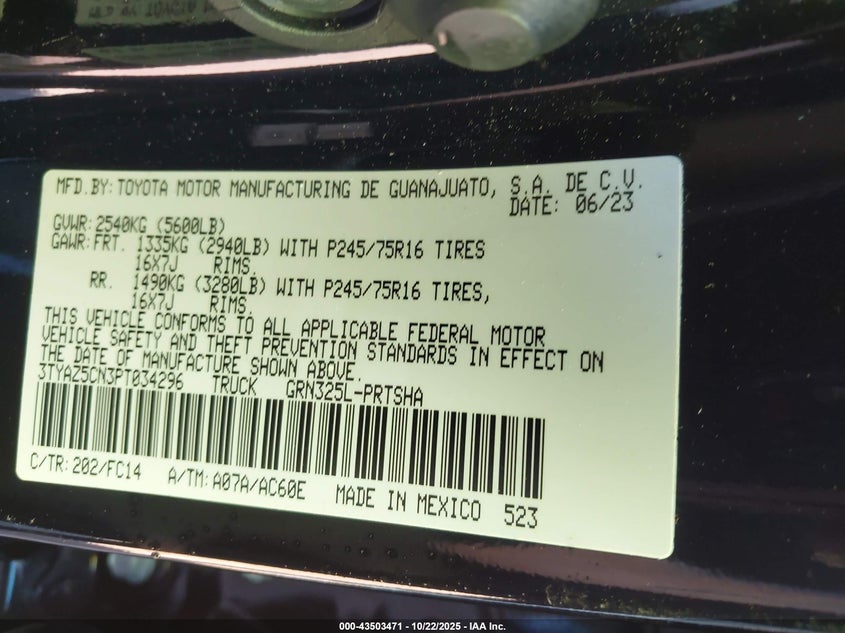 MFD.BY: TOYOTA MOTOR MANUFACTURING DE GUANAJUATO, S.A. DE C.V.
DATE: 06/23
GVWR: 2540KG (5600LB)
GAWR: FRT. 1335KG (2940LB) WITH P245/75R16 TIRES
16X7J RIMS.
RR. 1490KG (3280LB) WITH P245/75R16 TIRES,
16X7J RIMS.
THIS VEHICLE CONFORMS TO ALL APPLICABLE FEDERAL MOTOR
VEHICLE SAFETY AND THEFT PREVENTION STANDARDS IN EFFECT ON
THE DATE OF MANUFACTURE SHOWN ABOVE.
3TYAZ5CN3PT034296 TRUCK GRN325L-PRTSHA
C/TR: 202/FC14 A/TM: A07A/AC60E MADE IN MEXICO 523
000-43503471 - 10/22/2025 - IAA Inc.